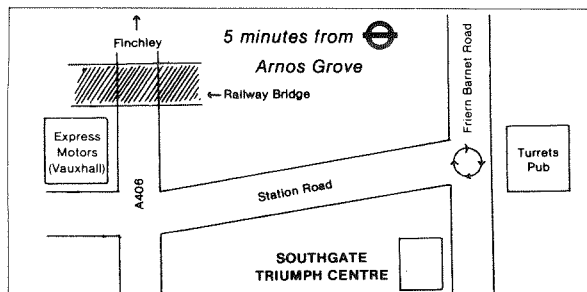 Finchley
5 minutes from
Arnos Grove
←Railway Bridge
Friern Barnet Road
Express
Motors
(Vauxhall)
A406
Station Road
Turrets
Pub
SOUTHGATE
TRIUMPH CENTRE